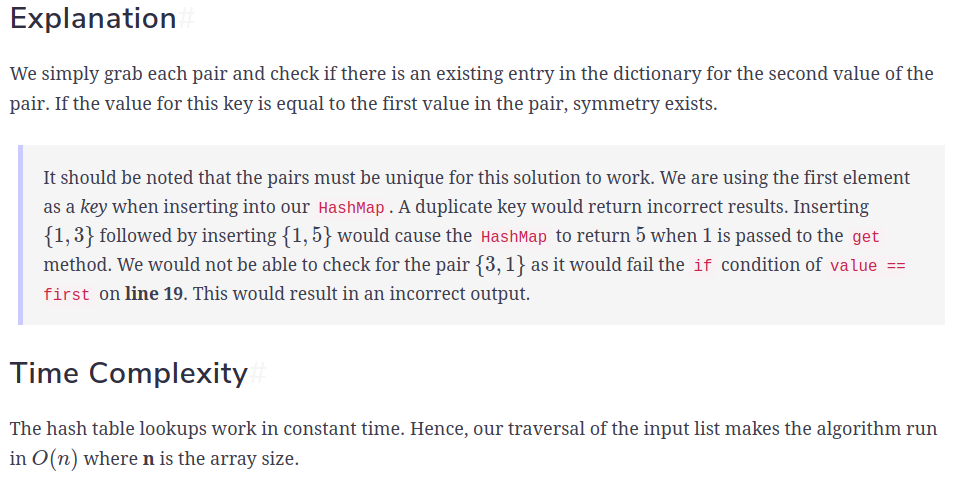 Explanation#
We simply grab each pair and check if there is an existing entry in the dictionary for the second value of the
pair. If the value for this key is equal to the first value in the pair, symmetry exists.
It should be noted that the pairs must be unique for this solution to work. We are using the first element
as a key when inserting into our HashMap. A duplicate key would return incorrect results. Inserting
{1, 3} followed by inserting {1, 5} would cause the HashMap to return 5 when 1 is passed to the get
method. We would not be able to check for the pair {3, 1} as it would fail the if condition of value ==
first on line 19. This would result in an incorrect output.
Time Complexity#
The hash table lookups work in constant time. Hence, our traversal of the input list makes the algorithm run
in O(n) where n is the array size.